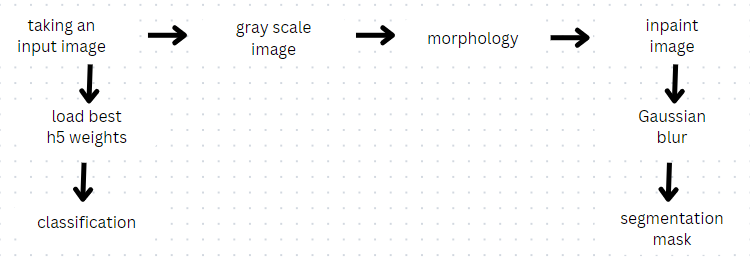 taking an
input image
gray scale
image
morphology
inpaint
image
load best
h5 weights
Gaussian
blur
classification
segmentation
mask